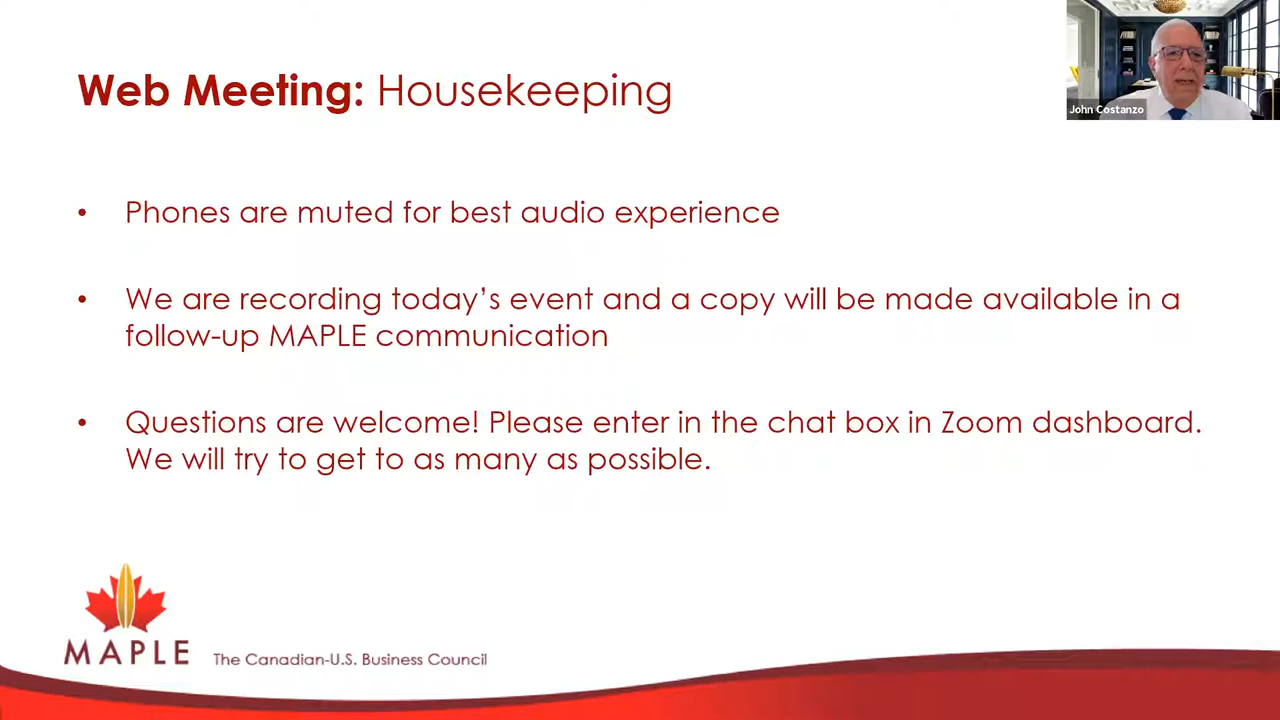 Web Meeting: Housekeeping
John Costanzo
• Phones are muted for best audio experience
• We are recording today’s event and a copy will be made available in a
follow-up MAPLE communication
• Questions are welcome! Please enter in the chat box in Zoom dashboard.
We will try to get to as many as possible.
MAPLE
The Canadian-U.S. Business Council